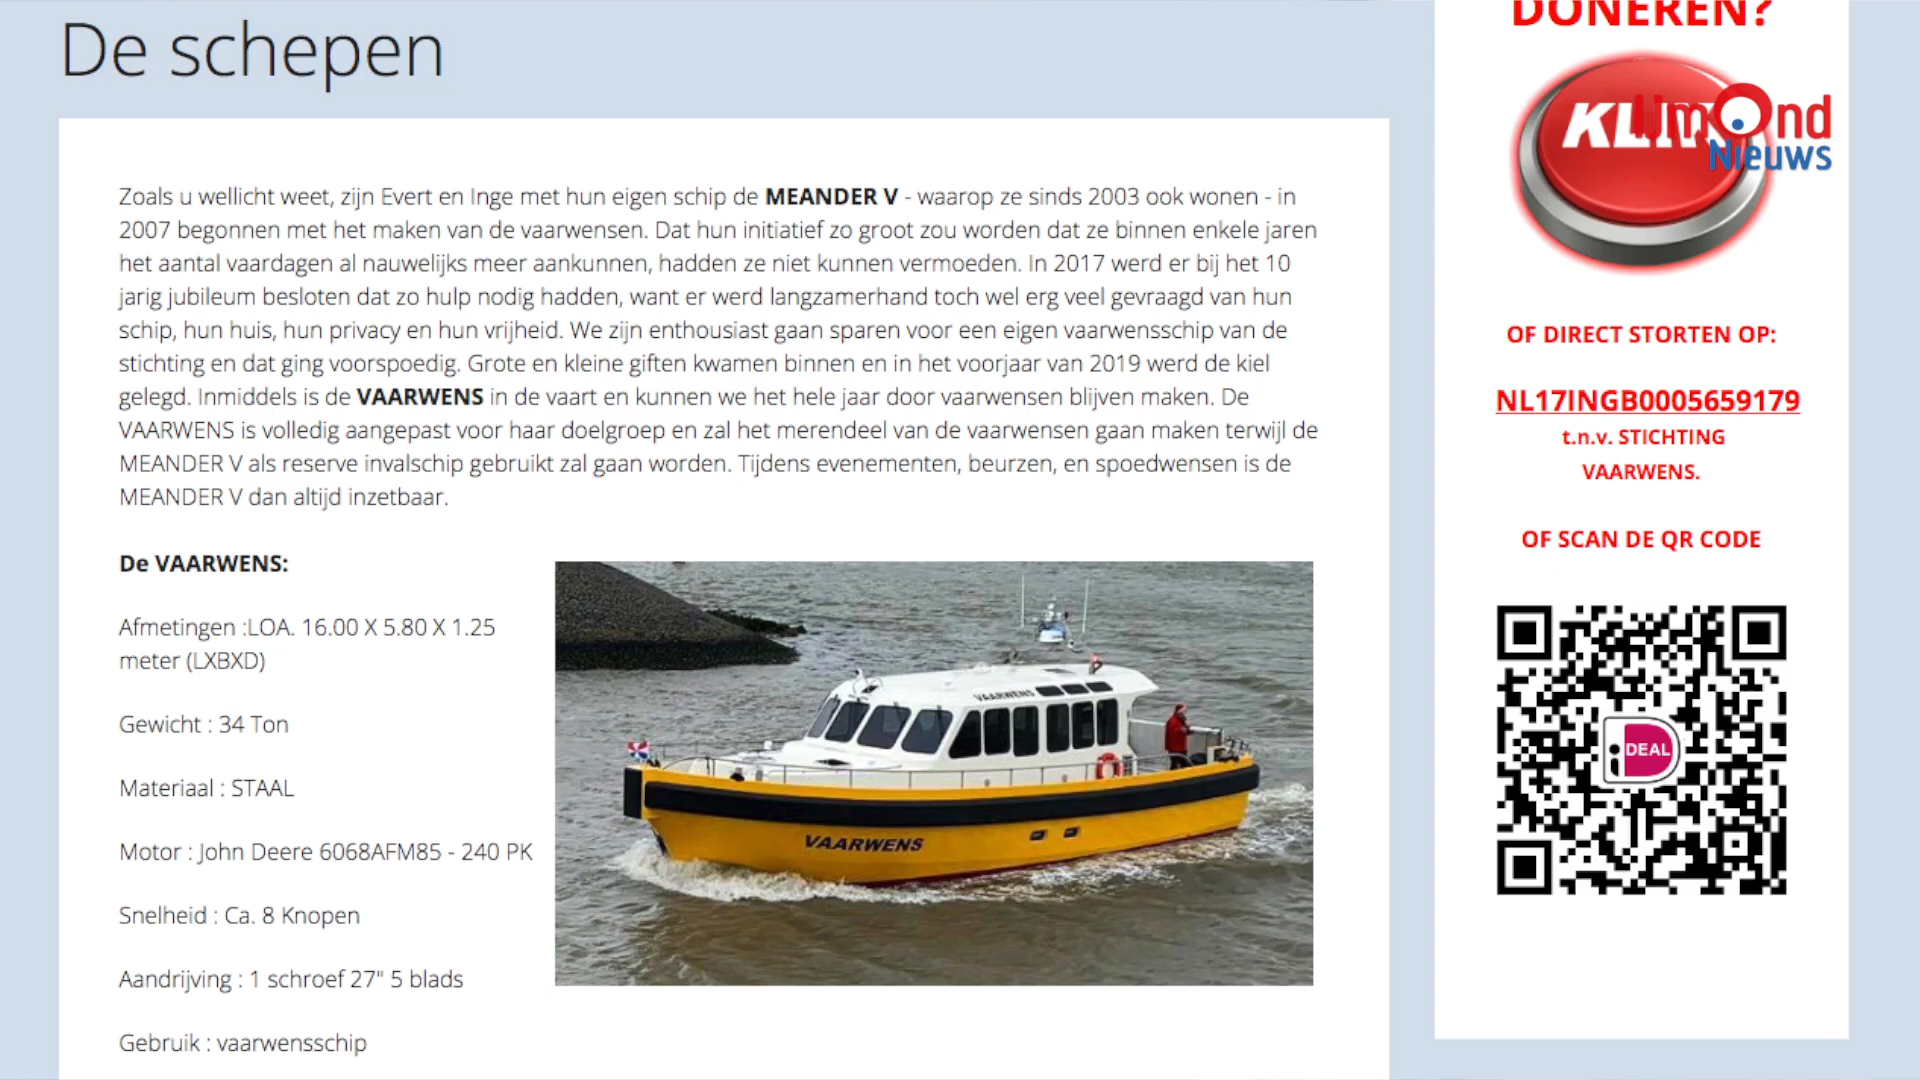 De schepen
Zoals u wellicht weet, zijn Evert en Inge met hun eigen schip de MEANDER V - waarop ze sinds 2003 ook wonen - in
2007 begonnen met het maken van de vaarwensen. Dat hun initiatief zo groot zou worden dat ze binnen enkele jaren
het aantal vaardagen al nauwelijks meer aankunnen, hadden ze niet kunnen vermoeden. In 2017 werd er bij het 10
jarig jubileum besloten dat zo hulp nodig hadden, want er werd langzamerhand toch wel erg veel gevraagd van hun
schip, hun huis, hun privacy en hun vrijheid. We zijn enthousiast gaan sparen voor een eigen vaarwensschip van de
stichting en dat ging voorspoedig. Grote en kleine giften kwamen binnen en in het voorjaar van 2019 werd de kiel
gelegd. Inmiddels is de VAARWENS in de vaart en kunnen we het hele jaar door vaarwensen blijven maken. De
VAARWENS is volledig aangepast voor haar doelgroep en zal het merendeel van de vaarwensen gaan maken terwijl de
MEANDER V als reserve invalschip gebruikt zal gaan worden. Tijdens evenementen, beurzen, en spoedwensen is de
MEANDER V dan altijd inzetbaar.
De VAARWENS:
Afmetingen :LOA. 16.00 X 5.80 X 1.25
meter (LXBXD)
Gewicht : 34 Ton
Materiaal : STAAL
Motor : John Deere 6068AFM85 - 240 PK
Snelheid : Ca. 8 Knopen
Aandrijving : 1 schroef 27" 5 blads
Gebruik : vaarwensschip
VAARWENS
VAARWENS
DONEREN?
IJmond
Nieuws
OF DIRECT STORTEN OP:
NL17INGB0005659179
t.n.v. STICHTING
VAARWENS.
OF SCAN DE QR CODE
iDEAL